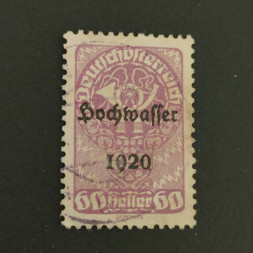 Deutschösterreich
Hochwasser
1920
60 Heller 60